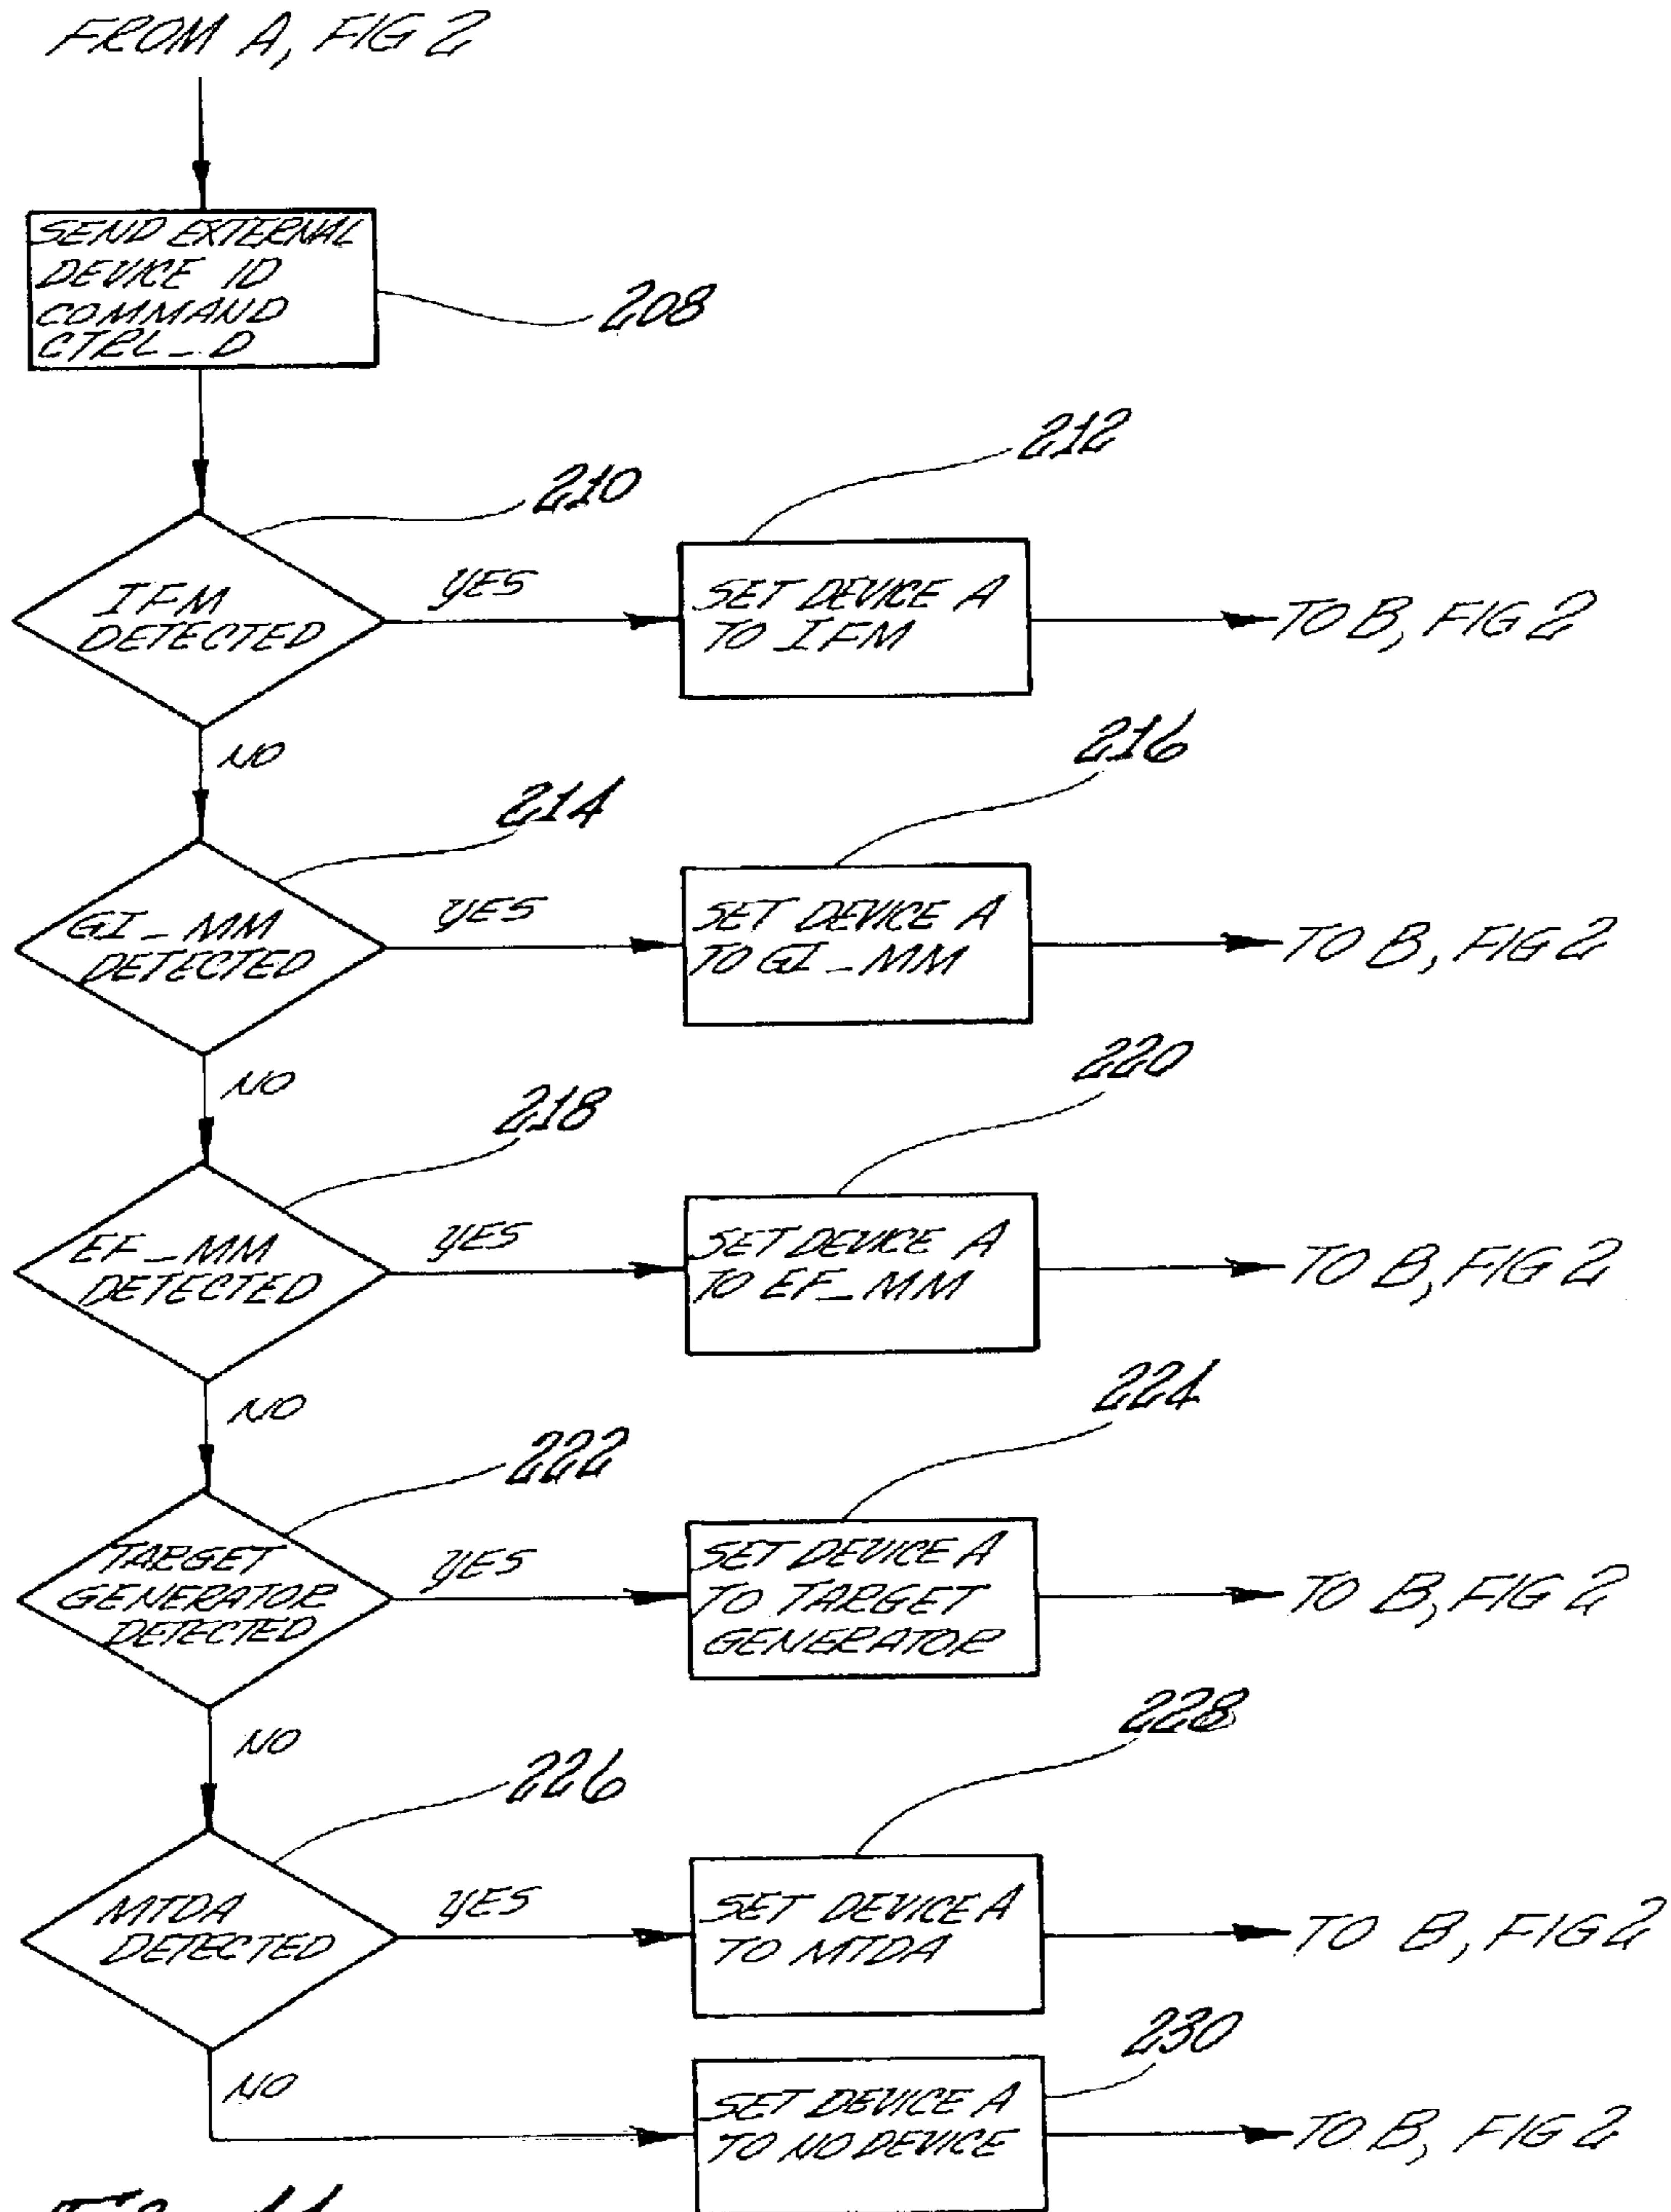 FROM A, FIG 2
SEND EXTERNAL
DEVICE ID
COMMAND
CTRL_D
208
210
212
IFM
DETECTED
YES
SET DEVICE A
TO IFM
TO B, FIG 2
NO
214
216
GI_MM
DETECTED
YES
SET DEVICE A
TO GI_MM
TO B, FIG 2
NO
218
220
EF_MM
DETECTED
YES
SET DEVICE A
TO EF_MM
TO B, FIG 2
NO
222
224
TARGET
GENERATOR
DETECTED
YES
SET DEVICE A
TO TARGET
GENERATOR
TO B, FIG 2
NO
226
228
MTDA
DETECTED
YES
SET DEVICE A
TO MTDA
TO B, FIG 2
NO
230
SET DEVICE A
TO NO DEVICE
TO B, FIG 2